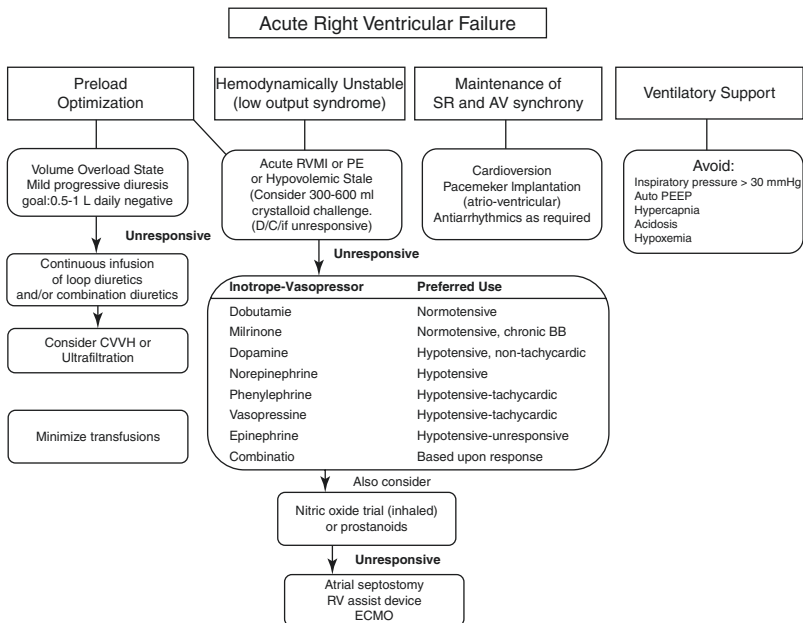 Acute Right Ventricular Failure
Preload
Optimization
Hemodynamically Unstable
(low output syndrome)
Maintenance of
SR and AV synchrony
Ventilatory Support
Volume Overload State
Mild progressive diuresis
goal:0.5-1 L daily negative
Unresponsive
Continuous infusion
of loop diuretics
and/or combination diuretics
Consider CVVH or
Ultrafiltration
Minimize transfusions
Acute RVMI or PE
or Hypovolemic Stale
(Consider 300-600 ml
crystalloid challenge.
(D/C/if unresponsive)
Unresponsive
Cardioversion
Pacemeker Implantation
(atrio-ventricular)
Antiarrhythmics as required
Avoid:
Inspiratory pressure > 30 mmHg
Auto PEEP
Hypercapnia
Acidosis
Hypoxemia
Inotrope-Vasopressor Preferred Use
Dobutamie Normotensive
Milrinone Normotensive, chronic BB
Dopamine Hypotensive, non-tachycardic
Norepinephrine Hypotensive
Phenylephrine Hypotensive-tachycardic
Vasopressine Hypotensive-tachycardic
Epinephrine Hypotensive-unresponsive
Combinatio Based upon response
Also consider
Nitric oxide trial (inhaled)
or prostanoids
Unresponsive
Atrial septostomy
RV assist device
ECMO